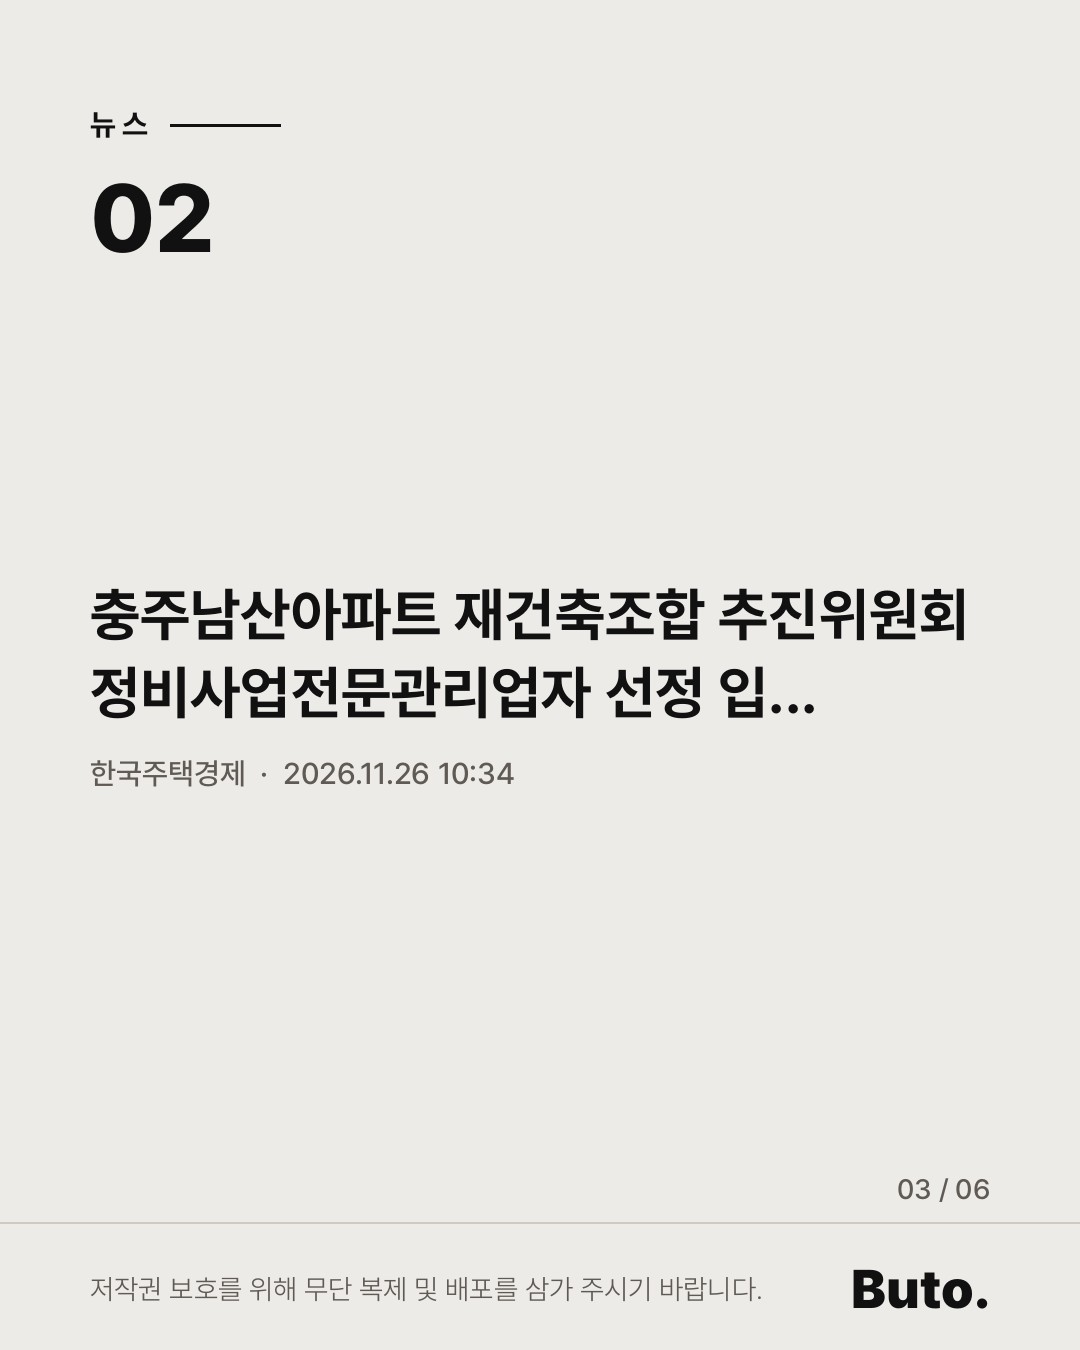 뉴스
02
충주남산아파트 재건축조합 추진위원회
정비사업전문관리업자 선정 입...
한국주택경제 · 2026.11.26 10:34
03 / 06
저작권 보호를 위해 무단 복제 및 배포를 삼가 주시기 바랍니다.
Buto.